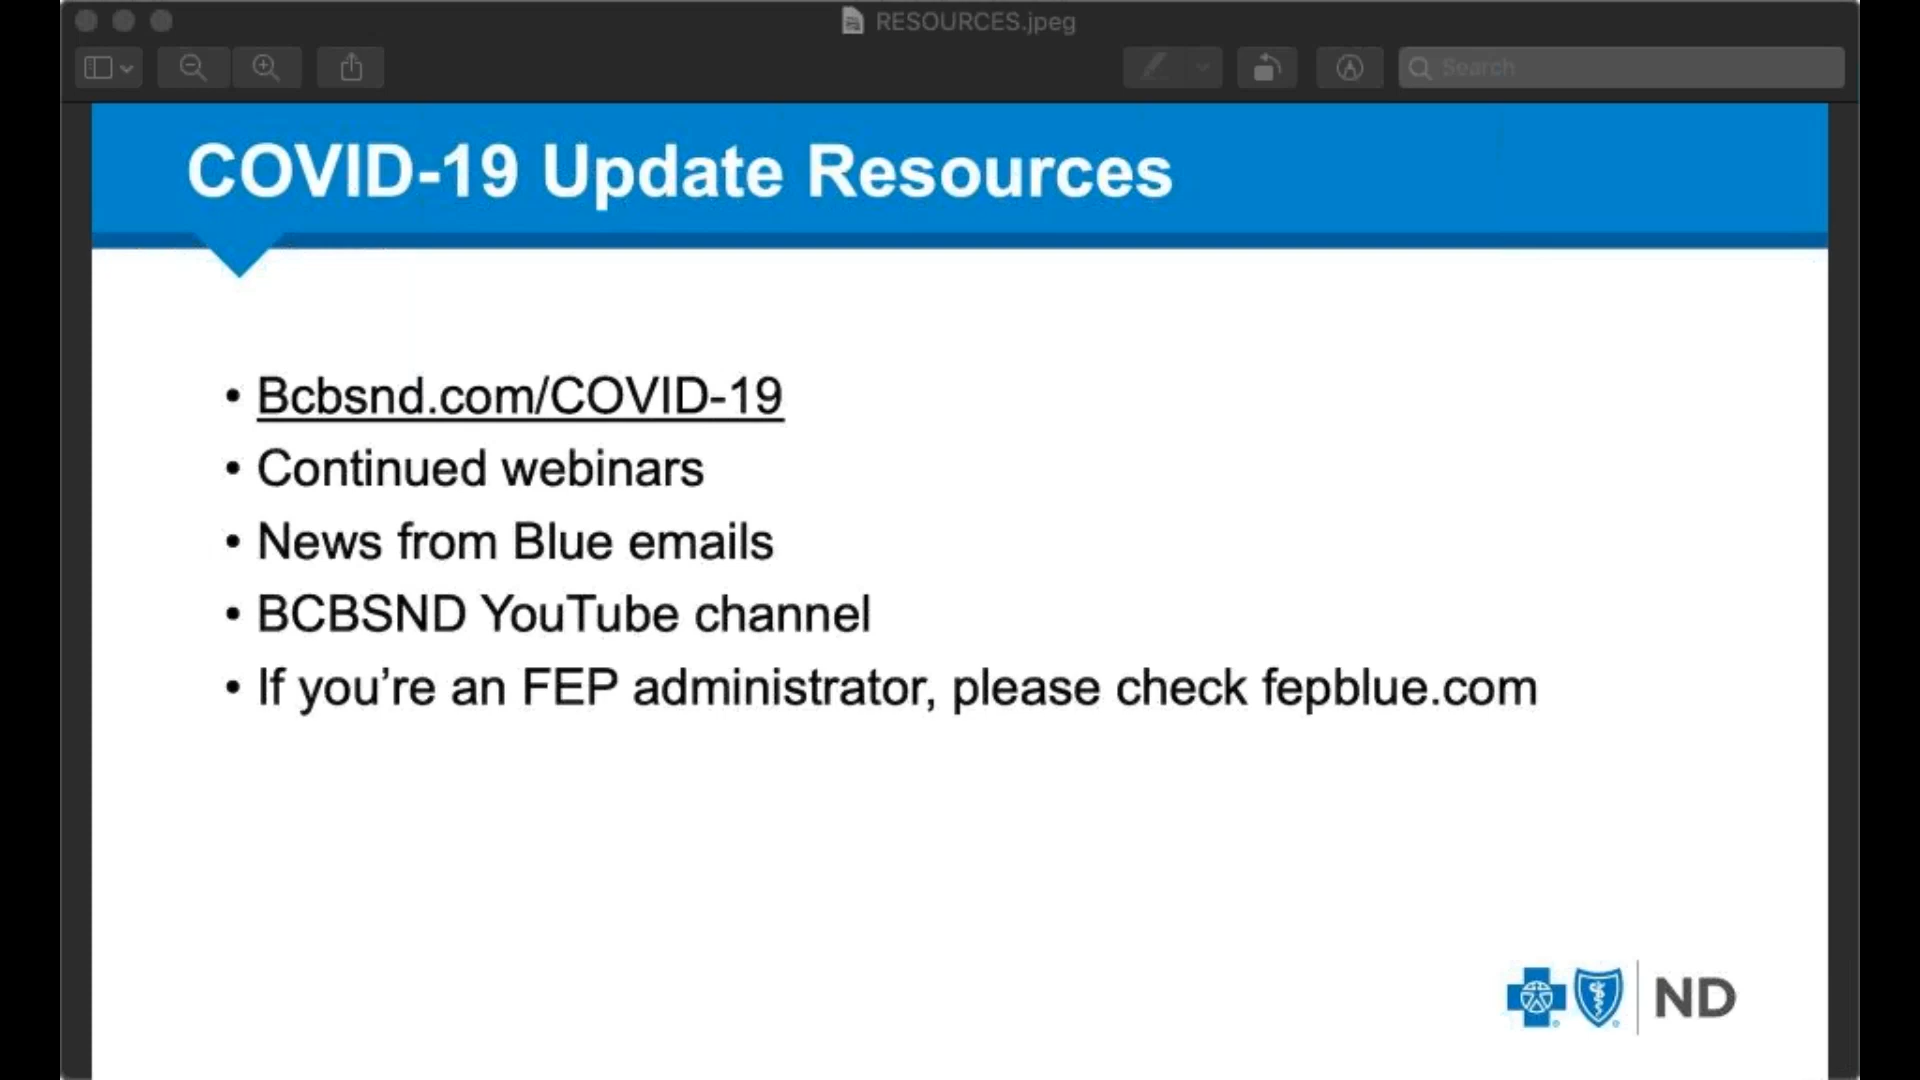 RESOURCES.jpeg
Search
COVID-19 Update Resources
• Bcbsnd.com/COVID-19
• Continued webinars
• News from Blue emails
• BCBSND YouTube channel
• If you’re an FEP administrator, please check fepblue.com
ND